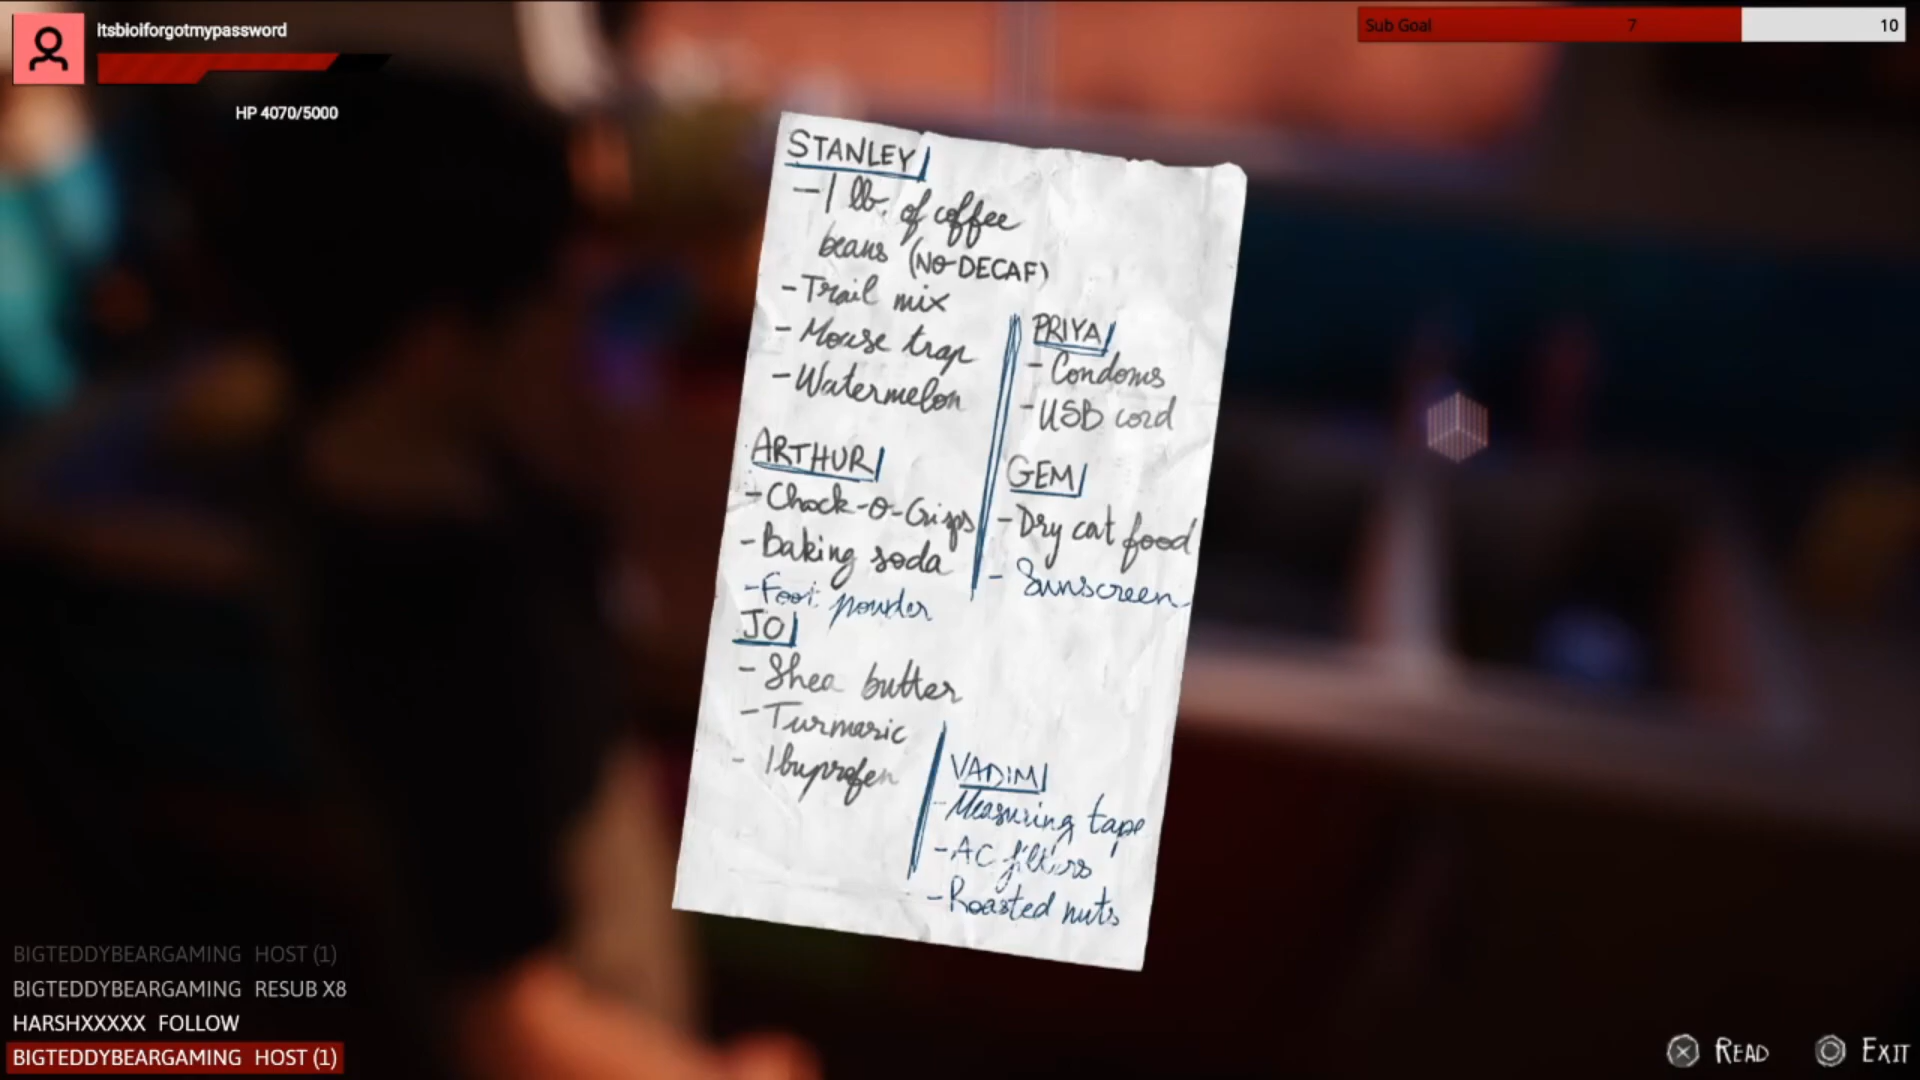 itsbioiforgotmypassword
HP 4070/5000
Sub Goal 7 10
STANLEY
- 1 lb. of coffee
beans (NO DECAF)
- Trail mix
- Mouse trap
- Watermelon
ARTHUR
- Chock-O-Crisps
- Baking soda
- Foot powder
JO
- Shea butter
- Turmeric
- Ibuprofen
PRIYA
- Condoms
- USB cord
GEM
- Dry cat food
- Sunscreen
VADIM
- Measuring tape
- AC filters
- Roasted nuts
BIGTEDDYBEARGAMING HOST (1)
BIGTEDDYBEARGAMING RESUB X8
HARSHXXXXX FOLLOW
BIGTEDDYBEARGAMING HOST (1)
READ EXIT